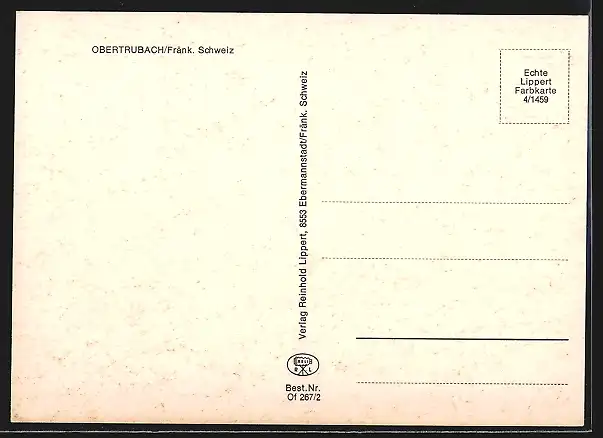 OBERTRUBACH/Fränk. Schweiz
Echte
Lippert
Farbkarte
4/1459
Verlag Reinhold Lippert, 8553 Ebermannstadt/Fränk. Schweiz
R L
Best.Nr.
Of 267/2